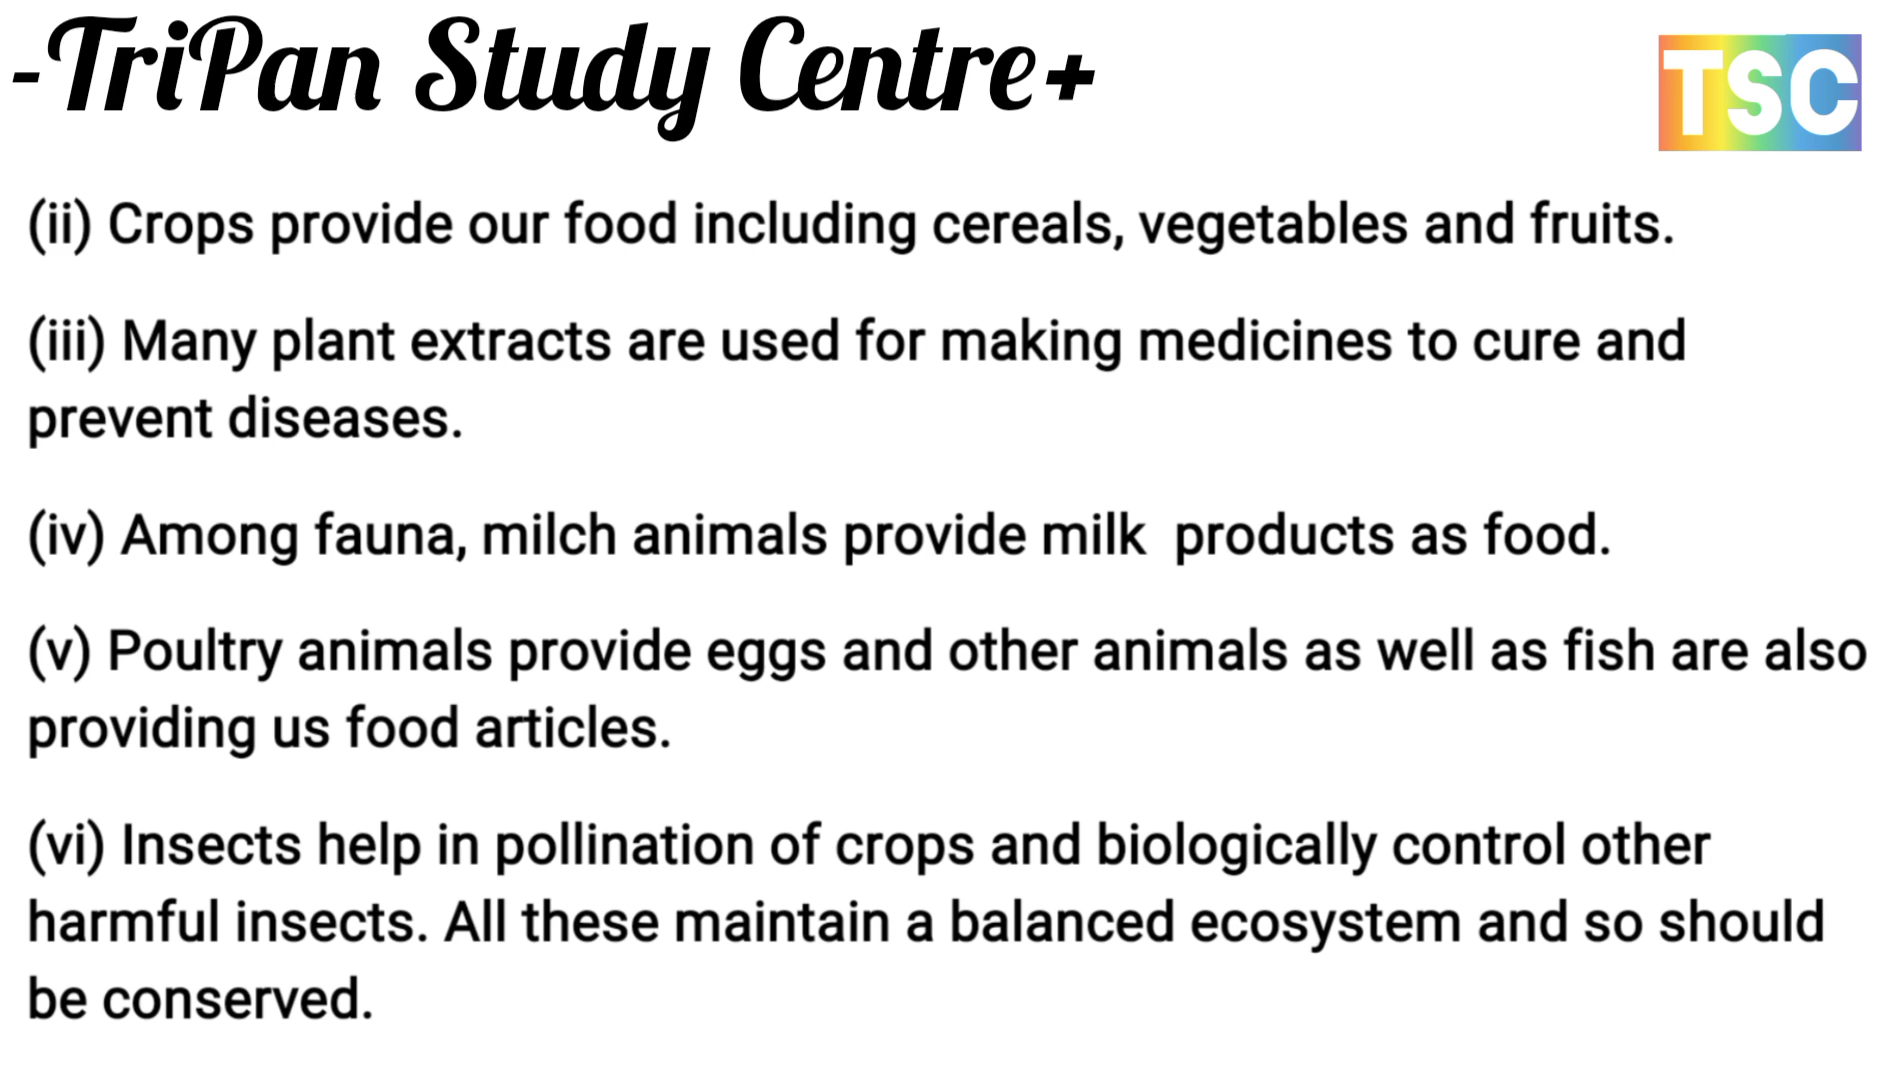 -TriPan Study Centre+
TSC
(ii) Crops provide our food including cereals, vegetables and fruits.
(iii) Many plant extracts are used for making medicines to cure and
prevent diseases.
(iv) Among fauna, milch animals provide milk  products as food.
(v) Poultry animals provide eggs and other animals as well as fish are also
providing us food articles.
(vi) Insects help in pollination of crops and biologically control other
harmful insects. All these maintain a balanced ecosystem and so should
be conserved.